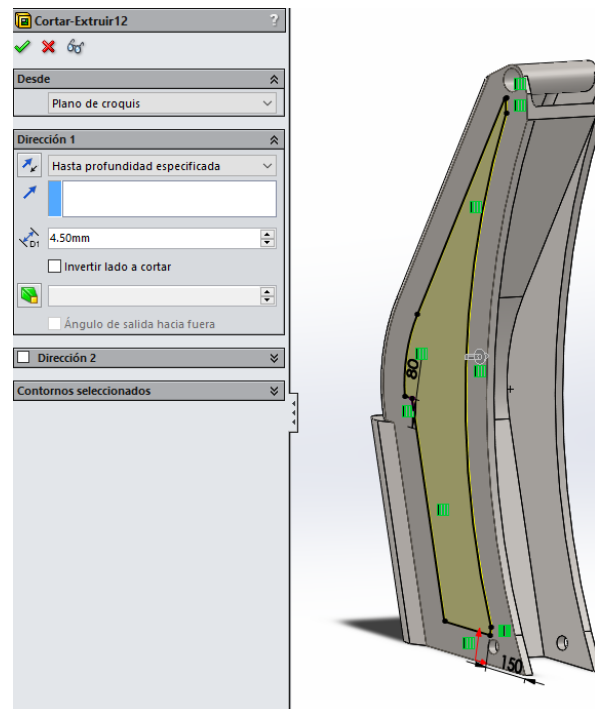 Cortar-Extruir12
?
Desde
Plano de croquis
Dirección 1
Hasta profundidad especificada
D1
4.50mm
Invertir lado a cortar
Ángulo de salida hacia fuera
Dirección 2
Contornos seleccionados
80
150